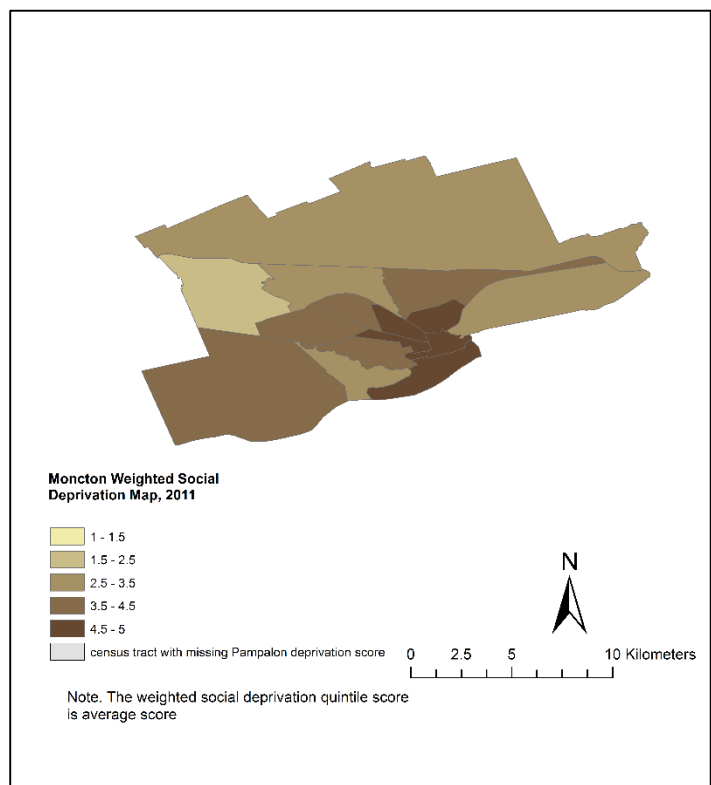 Moncton Weighted Social
Deprivation Map, 2011
1 - 1.5
1.5 - 2.5
2.5 - 3.5
3.5 - 4.5
4.5 - 5
census tract with missing Pampalon deprivation score
N
0 2.5 5 10 Kilometers
Note. The weighted social deprivation quintile score
is average score